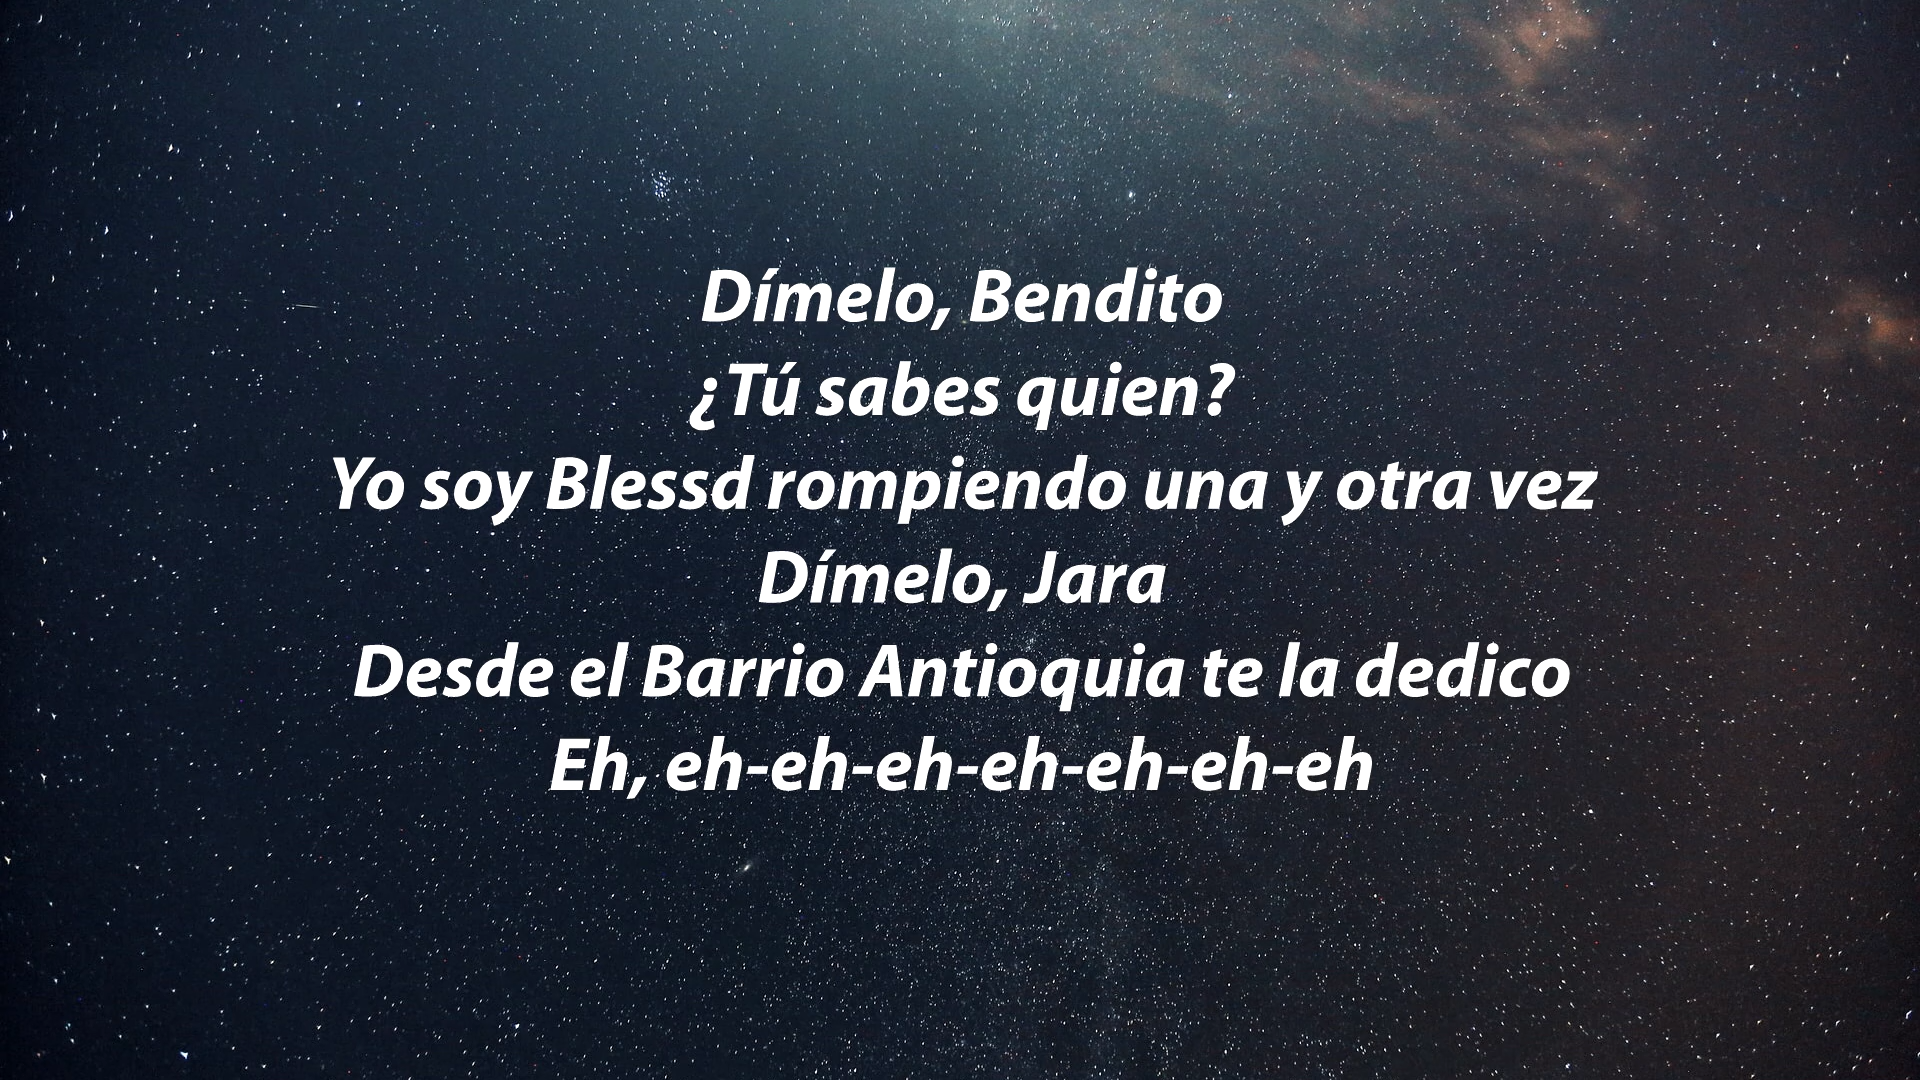 Dímelo, Bendito
¿Tú sabes quien?
Yo soy Blessd rompiendo una y otra vez
Dímelo, Jara
Desde el Barrio Antioquia te la dedico
Eh, eh-eh-eh-eh-eh-eh-eh